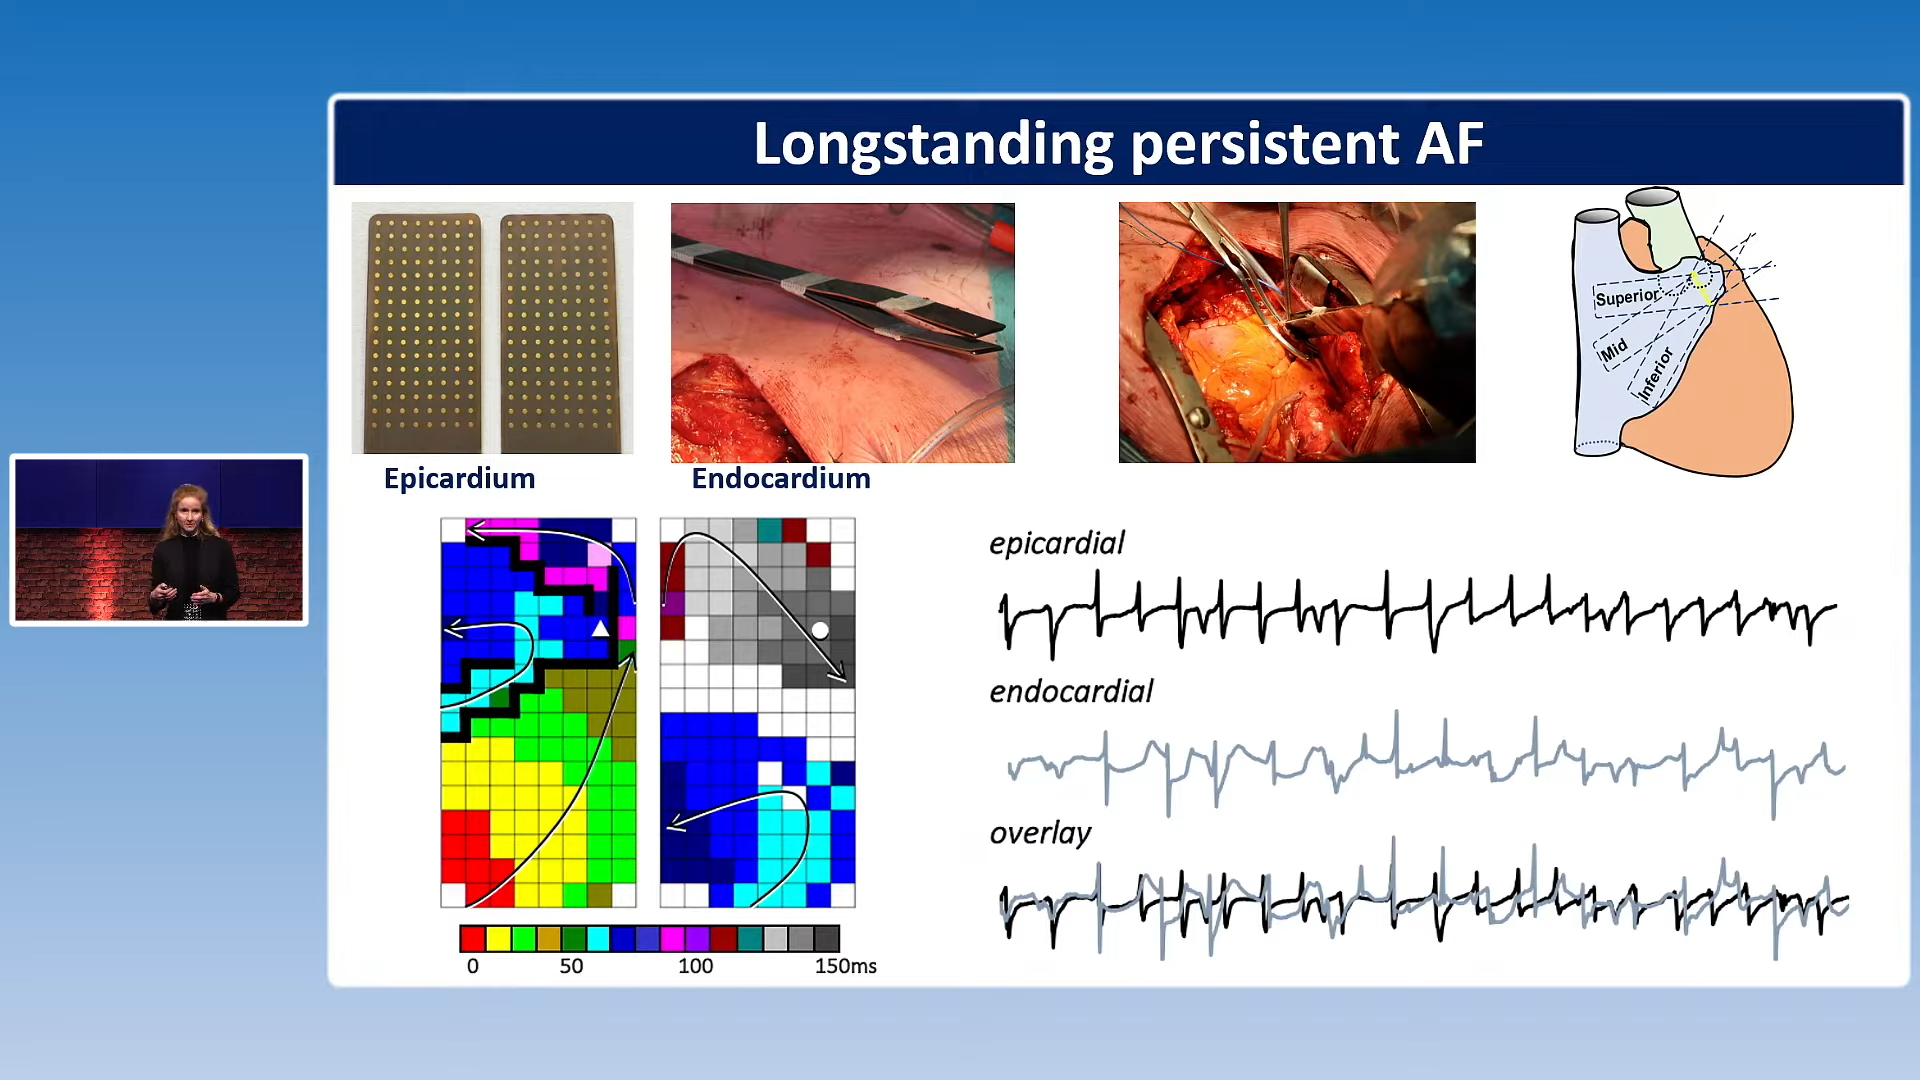 Longstanding persistent AF
Superior
Mid
Inferior
Epicardium
Endocardium
epicardial
endocardial
overlay
0 50 100 150ms